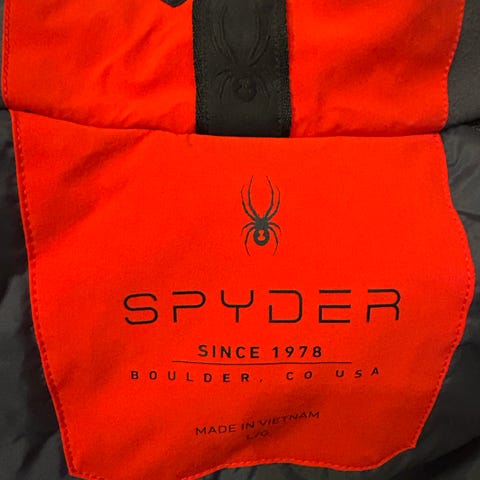 SPYDER
SINCE 1978
BOULDER, CO USA
MADE IN VIETNAM
L/G